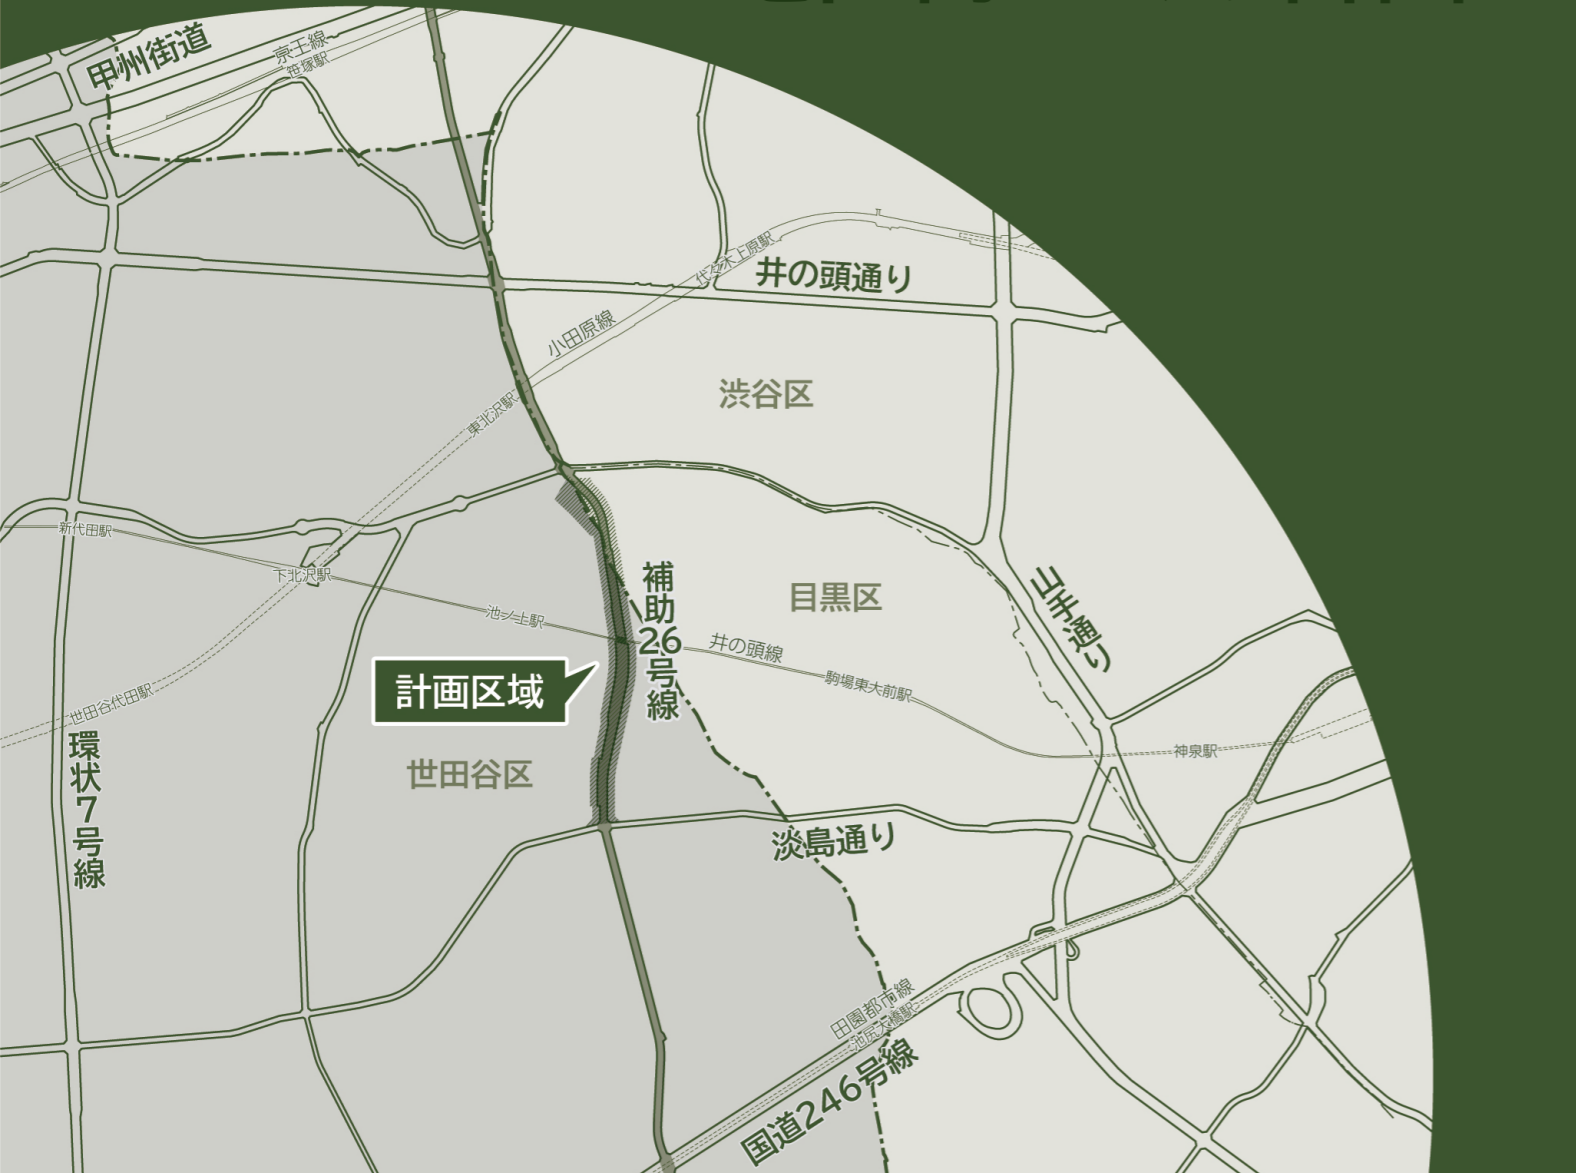 甲州街道
京王線
笹塚駅
代々木上原駅
井の頭通り
小田原線
東北沢駅
渋谷区
新代田駅
下北沢駅
池ノ上駅
補助26号線
目黒区
山手通り
井の頭線
駒場東大前駅
計画区域
世田谷代田駅
環状7号線
世田谷区
神泉駅
淡島通り
田園都市線
池尻大橋駅
国道246号線